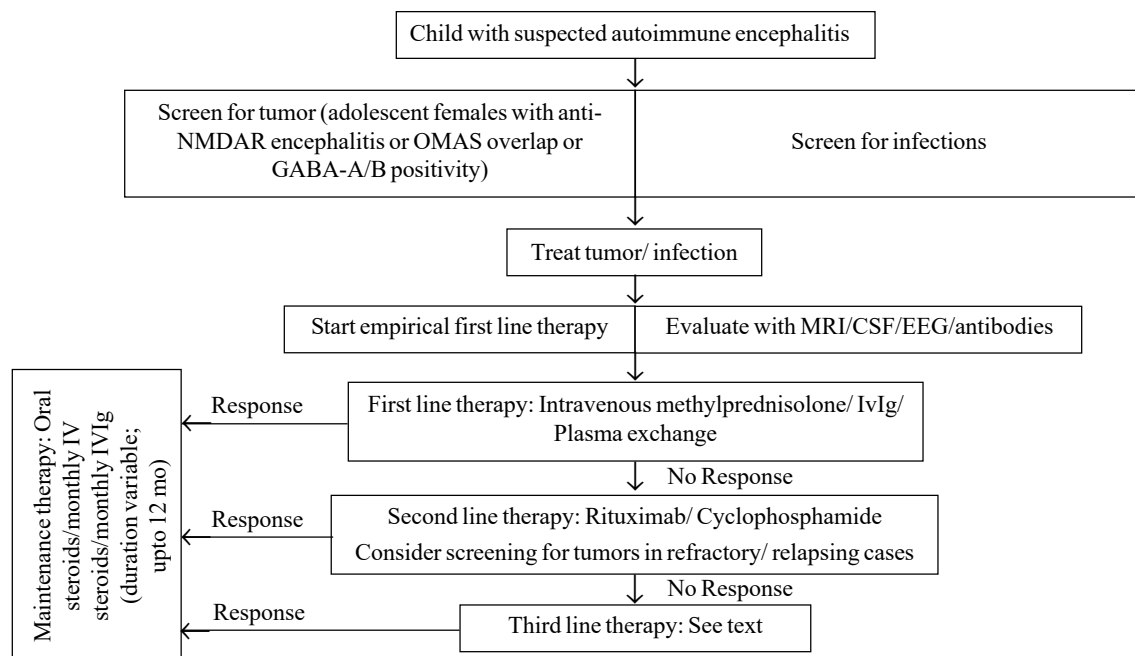 Child with suspected autoimmune encephalitis
Screen for tumor (adolescent females with anti-
NMDAR encephalitis or OMAS overlap or
GABA-A/B positivity)
Screen for infections
Treat tumor/ infection
Start empirical first line therapy
Evaluate with MRI/CSF/EEG/antibodies
Maintenance therapy: Oral
steroids/monthly IV
steroids/monthly IVIg
(duration variable;
upto 12 mo)
Response
First line therapy: Intravenous methylprednisolone/ IvIg/
Plasma exchange
No Response
Response
Second line therapy: Rituximab/ Cyclophosphamide
Consider screening for tumors in refractory/ relapsing cases
No Response
Response
Third line therapy: See text